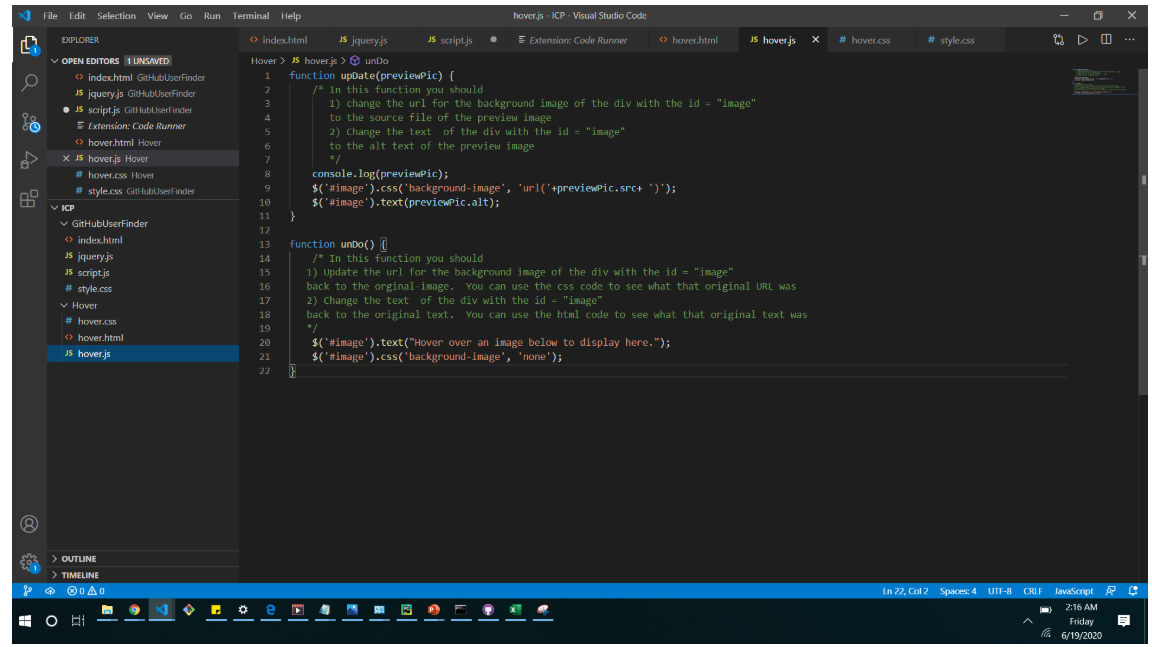 File Edit Selection View Go Run Terminal Help hover.js - ICP - Visual Studio Code
EXPLORER
OPEN EDITORS 1 UNSAVED
index.html GitHubUserFinder
JS jquery.js GitHubUserFinder
JS script.js GitHubUserFinder
Extension: Code Runner
hover.html Hover
JS hover.js Hover
# hover.css Hover
# style.css GitHubUserFinder
ICP
GitHubUserFinder
index.html
JS jquery.js
JS script.js
# style.css
Hover
# hover.css
hover.html
JS hover.js
OUTLINE
TIMELINE
index.html JS jquery.js JS script.js Extension: Code Runner hover.html JS hover.js # hover.css # style.css
Hover > JS hover.js > unDo
1 function upDate(previewPic) {
2 /* In this function you should
3 1) change the url for the background image of the div with the id = "image"
4 to the source file of the preview image
5 2) Change the text  of the div with the id = "image"
6 to the alt text of the preview image
7 */
8 console.log(previewPic);
9 $('#image').css('background-image', 'url('+previewPic.src+ ')');
10 $('#image').text(previewPic.alt);
11 }
12
13 function unDo() {
14 /* In this function you should
15 1) Update the url for the background image of the div with the id = "image"
16 back to the orginal-image.  You can use the css code to see what that original URL was
17 2) Change the text  of the div with the id = "image"
18 back to the original text.  You can use the html code to see what that original text was
19 */
20 $('#image').text("Hover over an image below to display here.");
21 $('#image').css('background-image', 'none');
22 }
1
1
0 0 Ln 22, Col 2 Spaces: 4 UTF-8 CRLF JavaScript
2:16 AM
Friday
6/19/2020